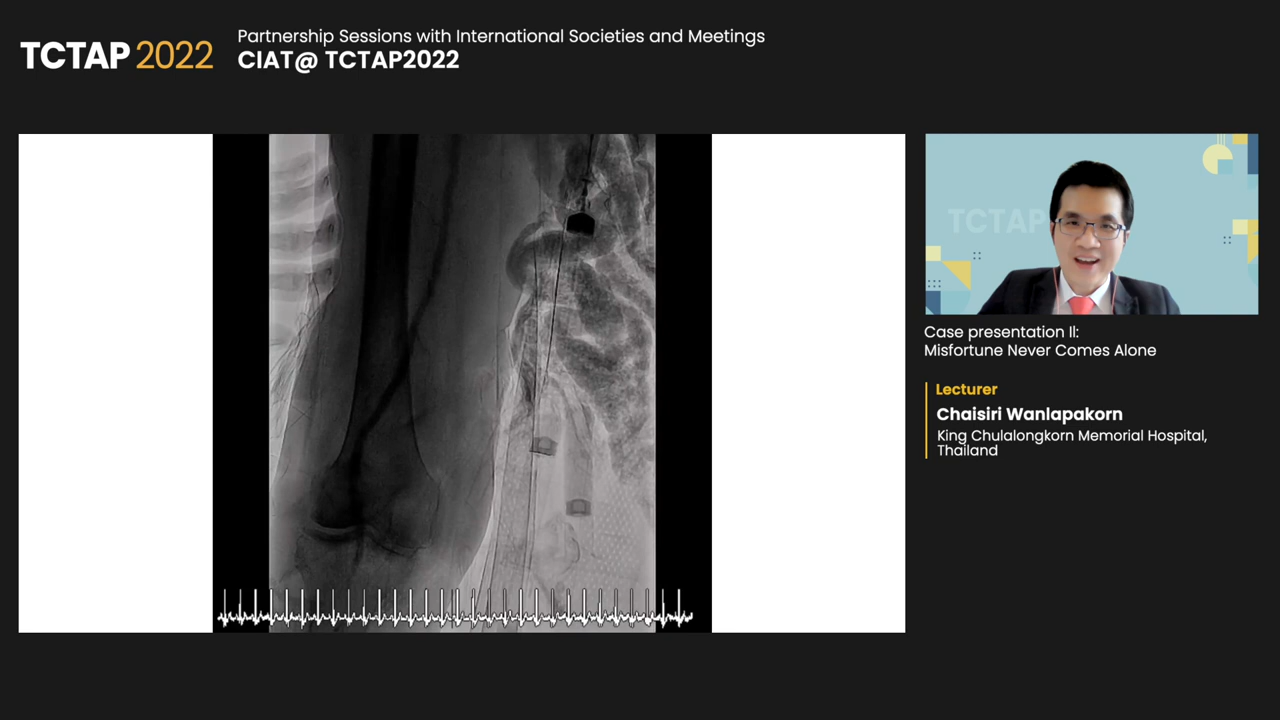 TCTAP 2022
Partnership Sessions with International Societies and Meetings
CIAT@ TCTAP2022
TCTAP
Case presentation II:
Misfortune Never Comes Alone
Lecturer
Chaisiri Wanlapakorn
King Chulalongkorn Memorial Hospital,
Thailand